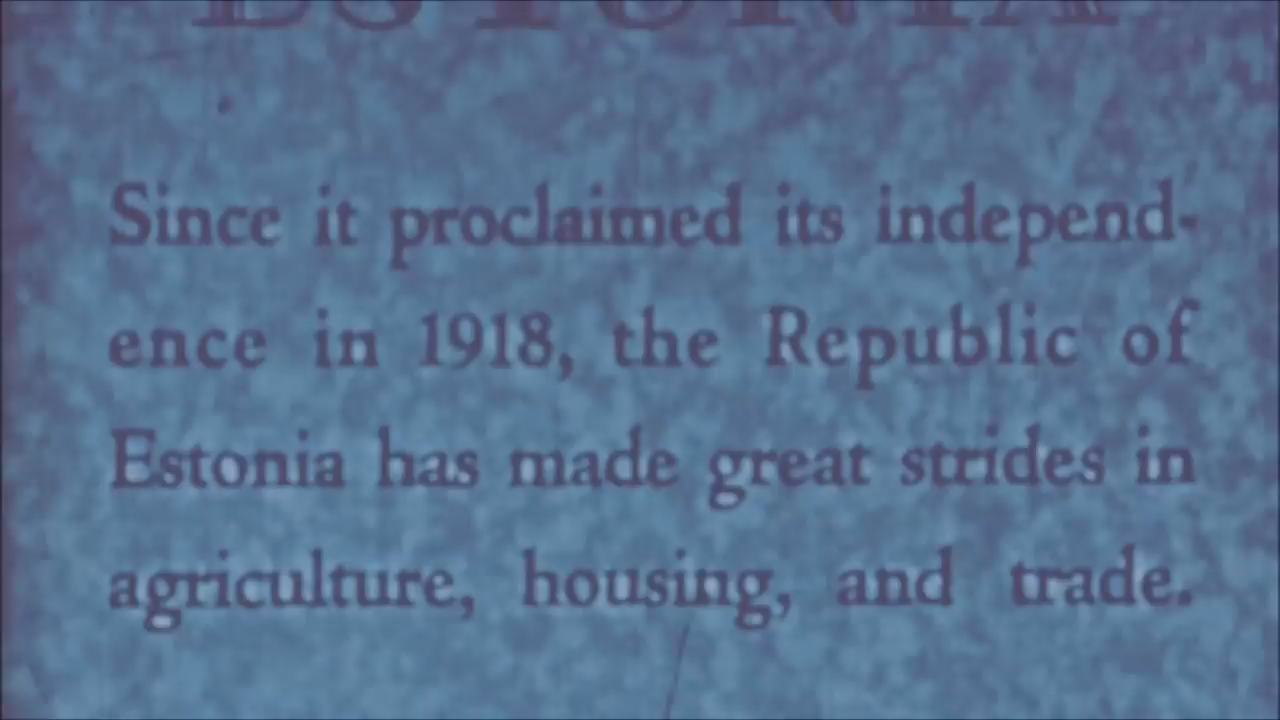 ESTONIA
Since it proclaimed its independ-
ence in 1918, the Republic of
Estonia has made great strides in
agriculture, housing, and trade.